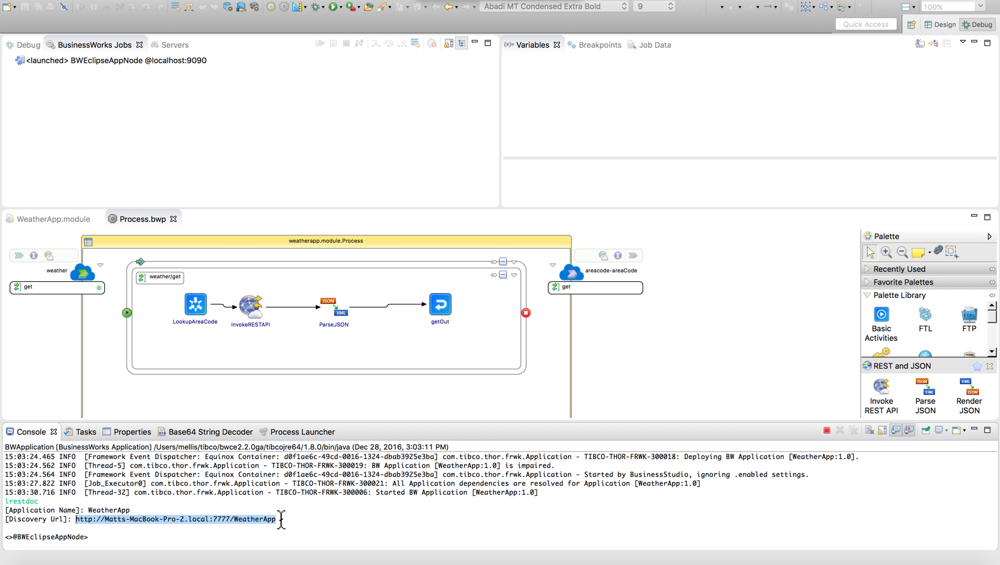 Abadi MT Condensed Extra Bold
9
100%
Quick Access
Design
Debug
Debug
BusinessWorks Jobs
Servers
<launched> BWEclipseAppNode @localhost:9090
(x)= Variables
Breakpoints
Job Data
WeatherApp.module
Process.bwp
weatherapp.module.Process
weather
get
weather/get
LookupAreaCode
InvokeRESTAPI
JSON
XML
ParseJSON
getOut
areacode-areaCode
get
Palette
Recently Used
Favorite Palettes
Palette Library
Basic
Activities
FTL
FTP
FTP
REST and JSON
Invoke
REST API
JSON
XML
Parse
JSON
XML
JSON
Render
JSON
Console
Tasks
Properties
Base64 String Decoder
Process Launcher
BWApplication [BusinessWorks Application] /Users/mellis/tibco/bwce2.2.0ga/tibcojre64/1.8.0/bin/java (Dec 28, 2016, 3:03:11 PM)
15:03:24.465 INFO  [Framework Event Dispatcher: Equinox Container: d0f1ae6c-49cd-0016-1324-dbab3925e3ba] com.tibco.thor.frwk.Application - TIBCO-THOR-FRWK-300018: Deploying BW Application [WeatherApp:1.0].
15:03:24.562 INFO  [Thread-5] com.tibco.thor.frwk.Application - TIBCO-THOR-FRWK-300019: BW Application [WeatherApp:1.0] is impaired.
15:03:24.564 INFO  [Framework Event Dispatcher: Equinox Container: d0f1ae6c-49cd-0016-1324-dbab3925e3ba] com.tibco.thor.frwk.Application - Started by BusinessStudio, ignoring .enabled settings.
15:03:27.822 INFO  [Job_Executor0] com.tibco.thor.frwk.Application - TIBCO-THOR-FRWK-300021: All Application dependencies are resolved for Application [WeatherApp:1.0]
15:03:30.716 INFO  [Thread-32] com.tibco.thor.frwk.Application - TIBCO-THOR-FRWK-300006: Started BW Application [WeatherApp:1.0]
lrestdoc
[Application Name]: WeatherApp
[Discovery Url]: http://Matts-MacBook-Pro-2.local:7777/WeatherApp
<>@BWEclipseAppNode>